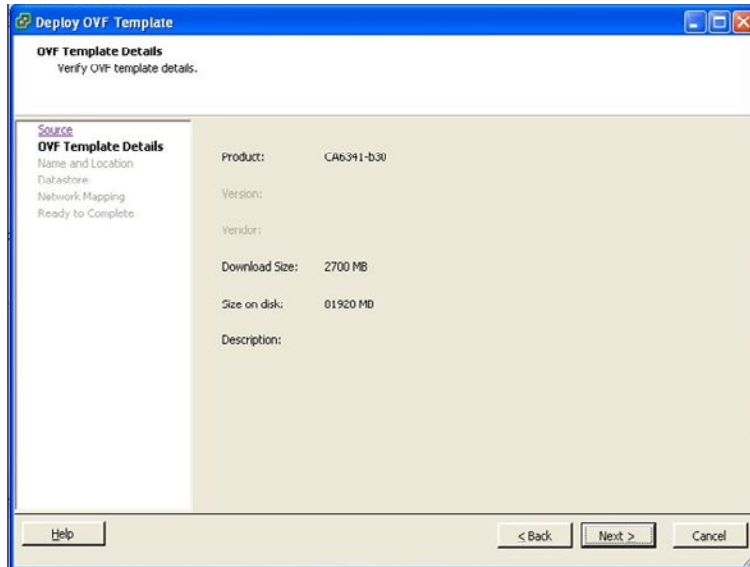 Deploy OVF Template
OVF Template Details
Verify OVF template details.
Source
OVF Template Details
Name and Location
Datastore
Network Mapping
Ready to Complete
Product: CA6341-b30
Version:
Vendor:
Download Size: 2700 MB
Size on disk: 81920 MB
Description:
Help
< Back
Next >
Cancel